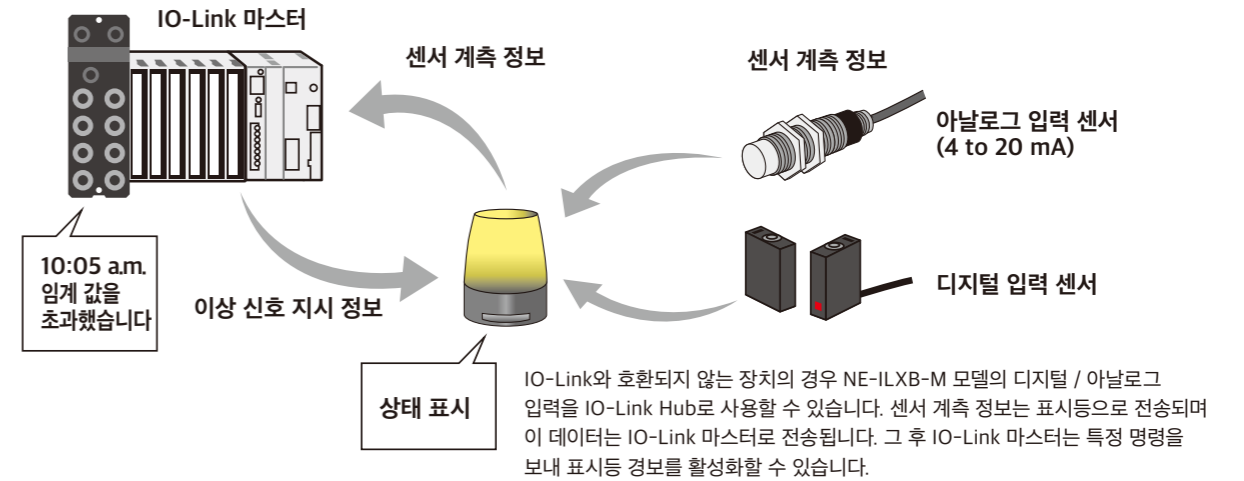 IO-Link 마스터
센서 계측 정보
센서 계측 정보
아날로그 입력 센서
(4 to 20 mA)
10:05 a.m.
임계 값을
초과했습니다
이상 신호 지시 정보
디지털 입력 센서
상태 표시
IO-Link와 호환되지 않는 장치의 경우 NE-ILXB-M 모델의 디지털 / 아날로그
입력을 IO-Link Hub로 사용할 수 있습니다. 센서 계측 정보는 표시등으로 전송되며
이 데이터는 IO-Link 마스터로 전송됩니다. 그 후 IO-Link 마스터는 특정 명령을
보내 표시등 경보를 활성화할 수 있습니다.